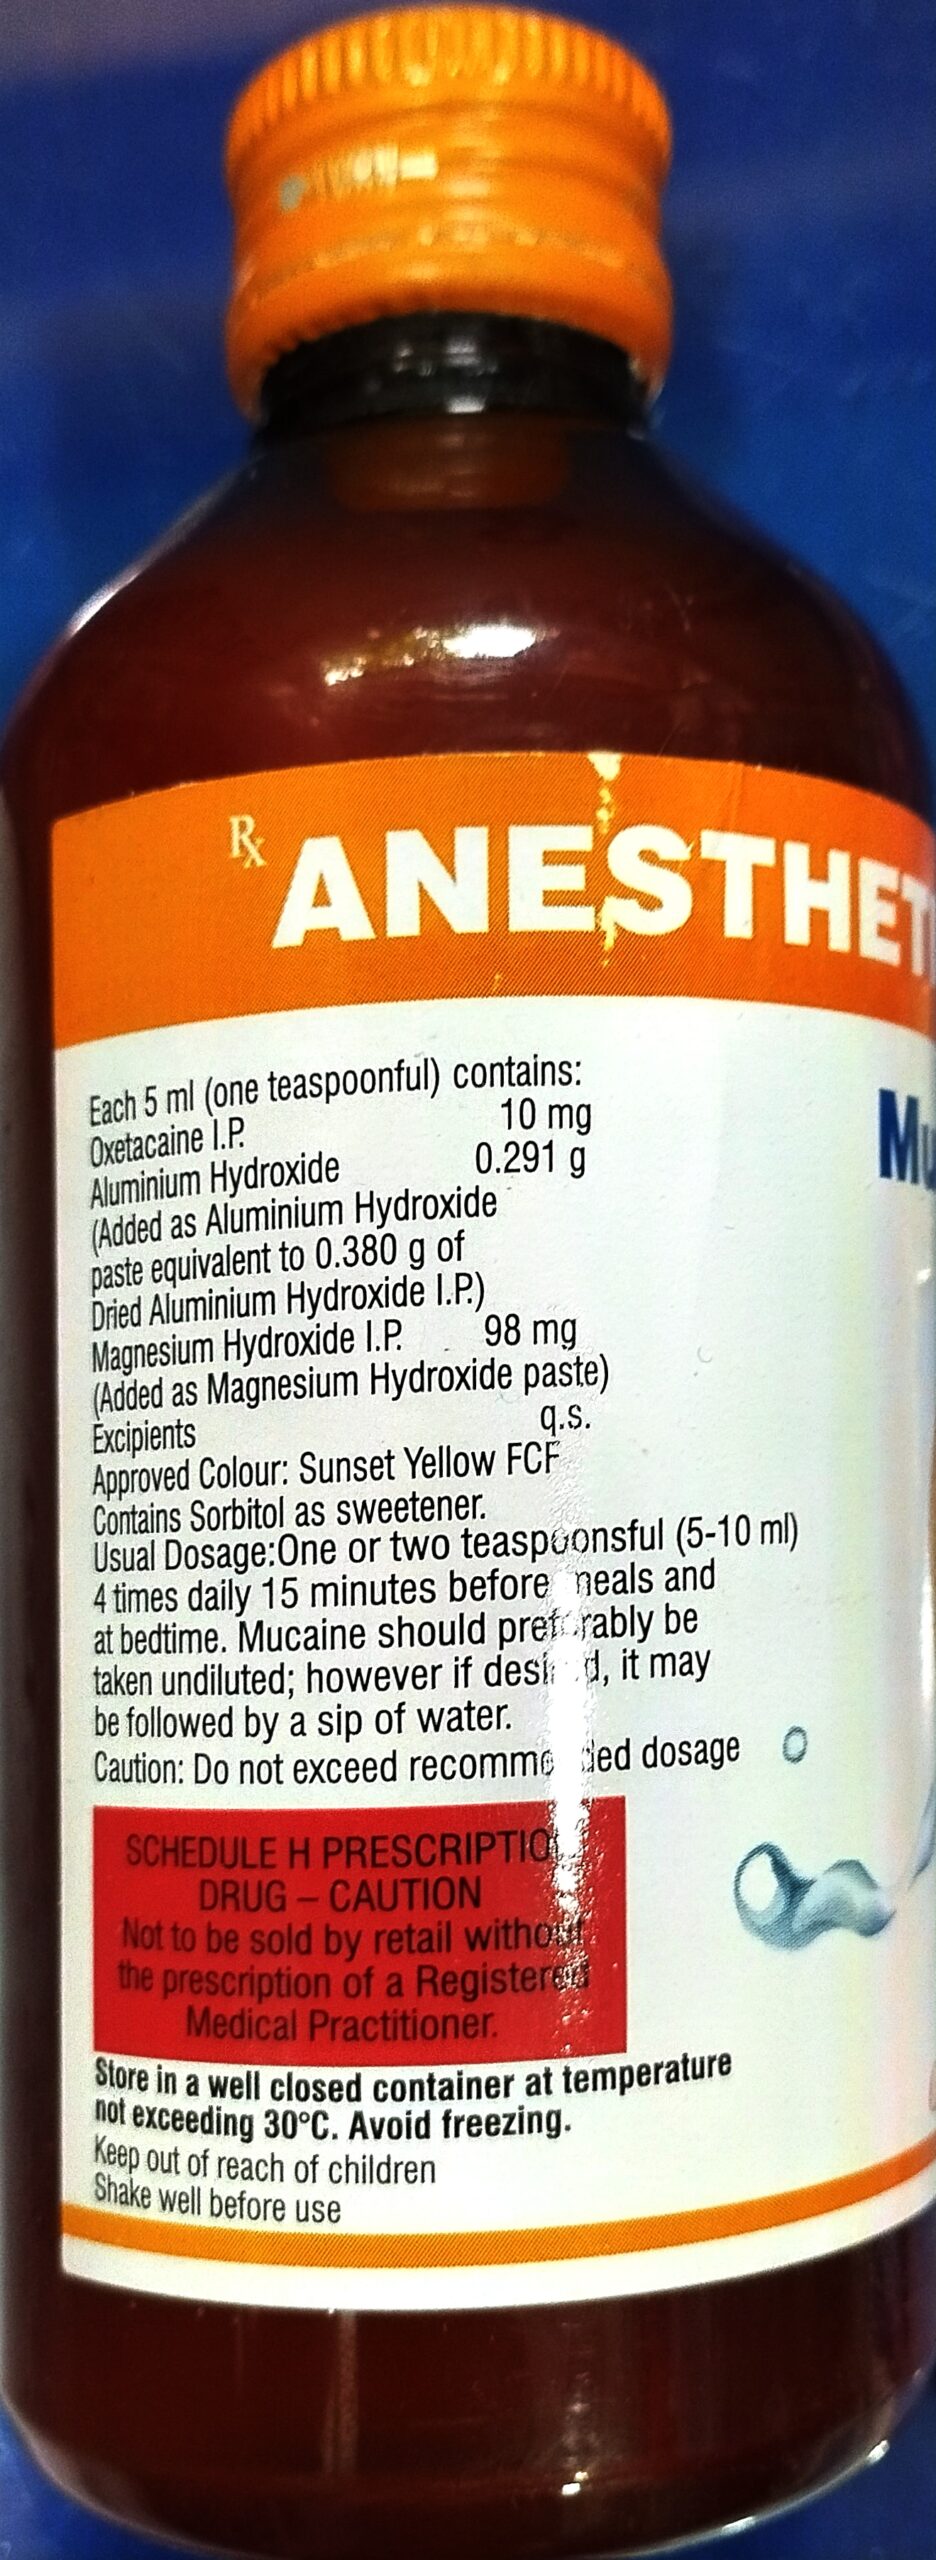 Rx ANESTHET
Mu
Each 5 ml (one teaspoonful) contains:
Oxetacaine I.P. 10 mg
Aluminium Hydroxide 0.291 g
(Added as Aluminium Hydroxide
paste equivalent to 0.380 g of
Dried Aluminium Hydroxide I.P.)
Magnesium Hydroxide I.P. 98 mg
(Added as Magnesium Hydroxide paste)
Excipients q.s.
Approved Colour: Sunset Yellow FCF
Contains Sorbitol as sweetener.
Usual Dosage:One or two teaspoonsful (5-10 ml)
4 times daily 15 minutes before meals and
at bedtime. Mucaine should preferably be
taken undiluted; however if desired, it may
be followed by a sip of water.
Caution: Do not exceed recommended dosage
SCHEDULE H PRESCRIPTION
DRUG – CAUTION
Not to be sold by retail without
the prescription of a Registered
Medical Practitioner.
Store in a well closed container at temperature
not exceeding 30°C. Avoid freezing.
Keep out of reach of children
Shake well before use